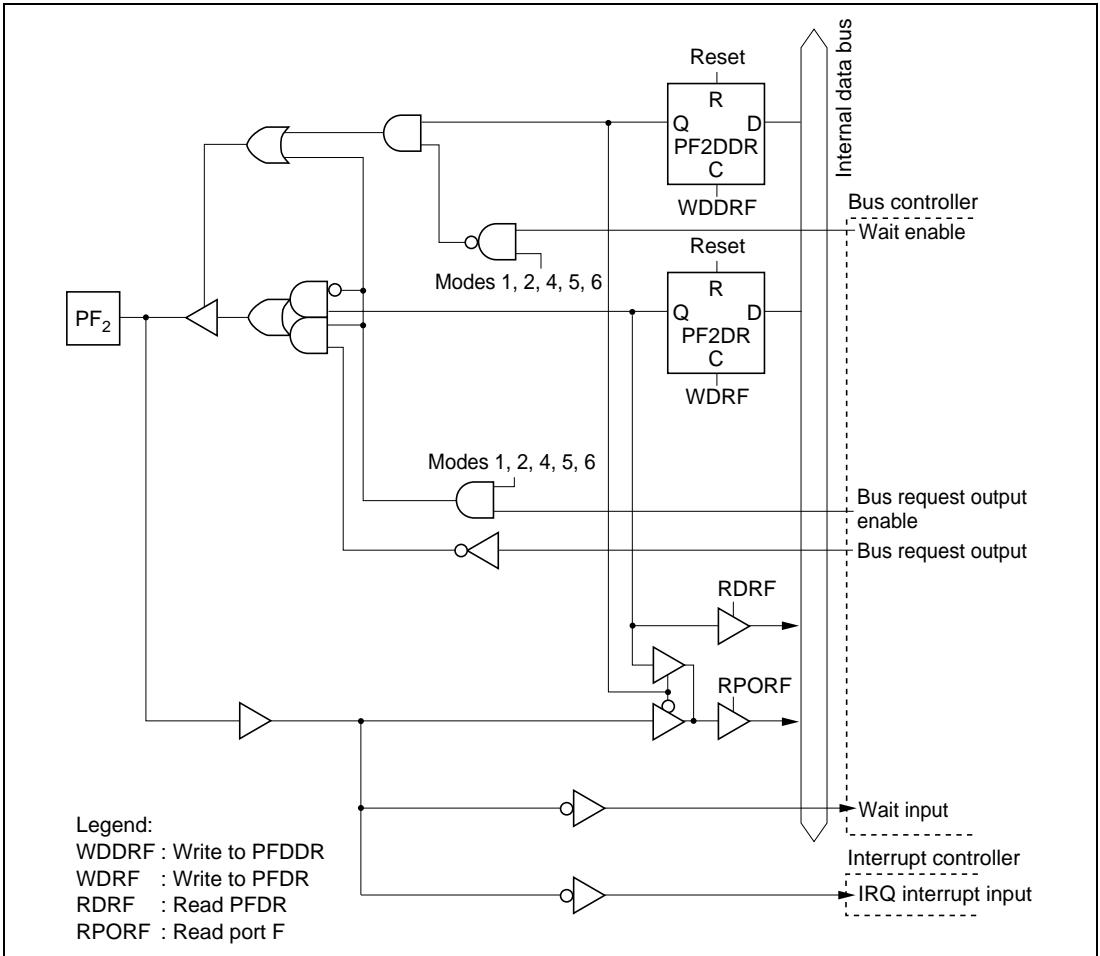 Reset
R
Q D
PF2DDR
C
WDDRF
Internal data bus
Bus controller
Wait enable
Modes 1, 2, 4, 5, 6
Reset
R
Q D
PF2DR
C
WDRF
PF2
Modes 1, 2, 4, 5, 6
Bus request output
enable
Bus request output
RDRF
RPORF
Wait input
Interrupt controller
IRQ interrupt input
Legend:
WDDRF : Write to PFDDR
WDRF : Write to PFDR
RDRF : Read PFDR
RPORF : Read port F